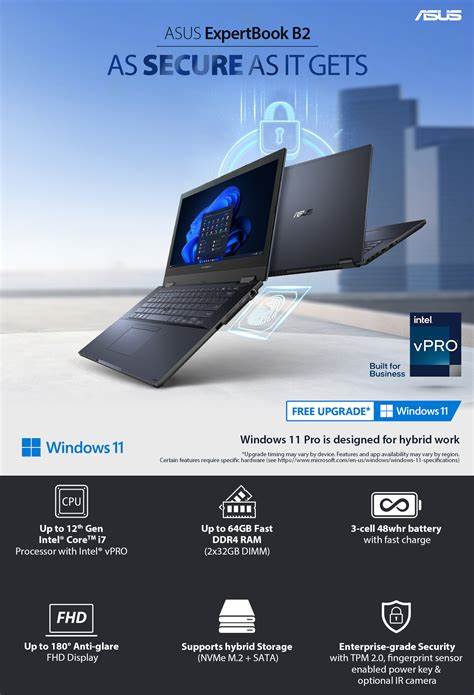 ASUS
ASUS ExpertBook B2
AS SECURE AS IT GETS
ASUS
intel
vPRO
Built for
Business
FREE UPGRADE* Windows 11
Windows 11
Windows 11 Pro is designed for hybrid work
*Upgrade timing may vary by device. Features and app availability may vary by region.
Certain features require specific hardware (see https://www.microsoft.com/en-us/windows/windows-11-specifications)
CPU
Up to 12th Gen
Intel® Core™ i7
Processor with Intel® vPRO
Up to 64GB Fast
DDR4 RAM
(2x32GB DIMM)
3-cell 48whr battery
with fast charge
FHD
Up to 180° Anti-glare
FHD Display
Supports hybrid Storage
(NVMe M.2 + SATA)
Enterprise-grade Security
with TPM 2.0, fingerprint sensor
enabled power key &
optional IR camera